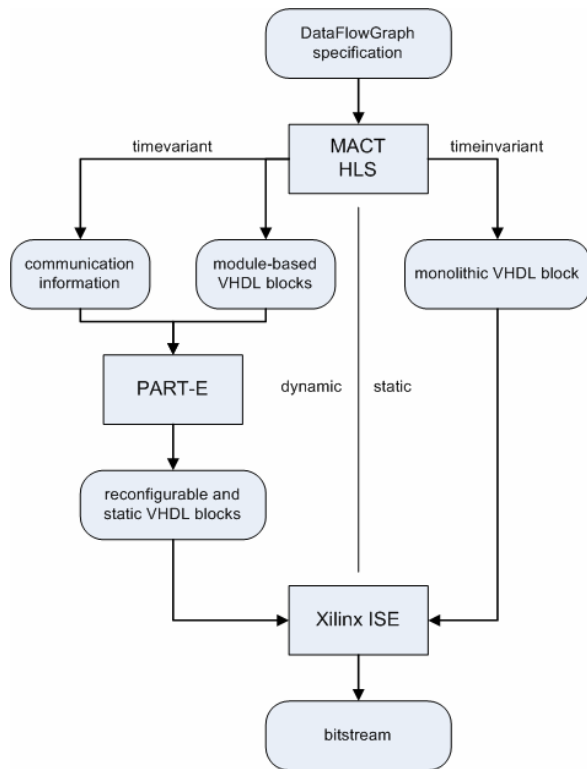 DataFlowGraph
specification
timevariant
MACT
HLS
timeinvariant
communication
information
module-based
VHDL blocks
monolithic VHDL block
PART-E
dynamic
static
reconfigurable and
static VHDL blocks
Xilinx ISE
bitstream